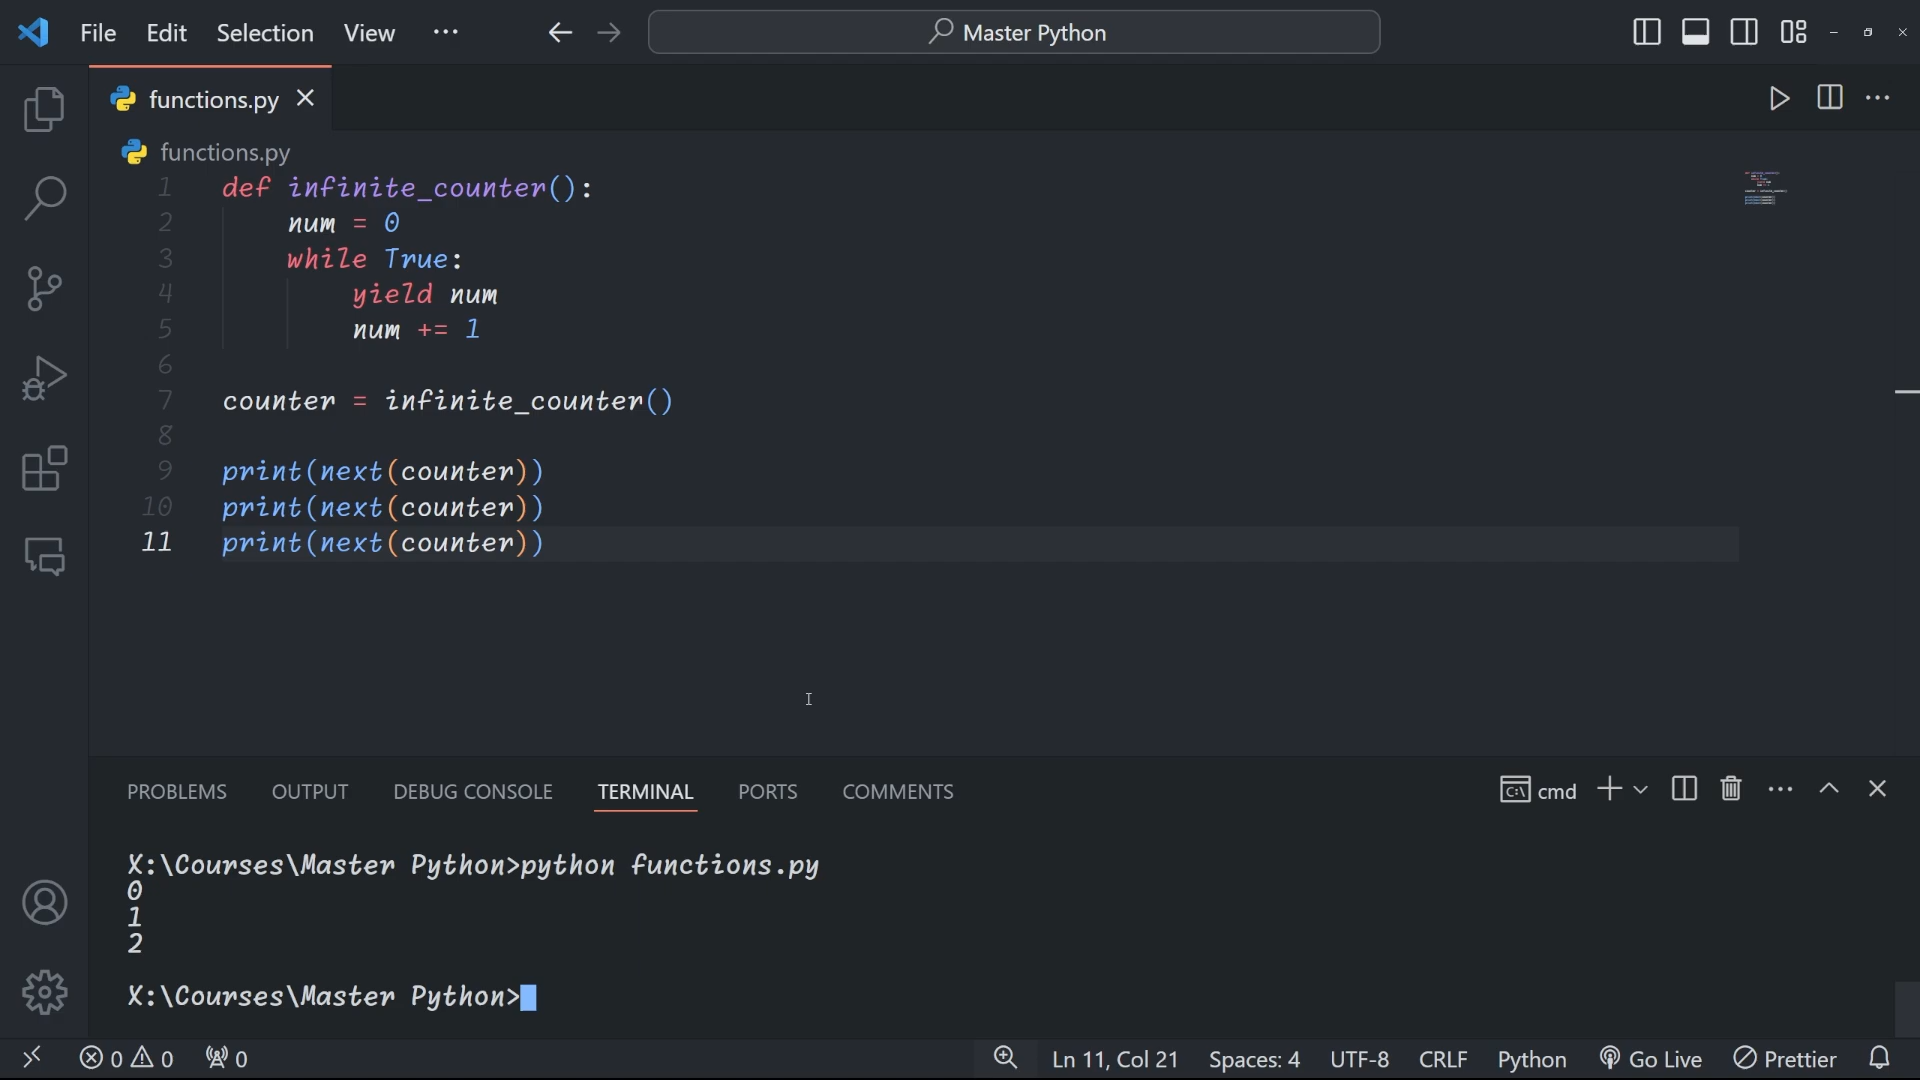 File Edit Selection View ··· Master Python
functions.py
functions.py
1 def infinite_counter():
2 num = 0
3 while True:
4 yield num
5 num += 1
6
7 counter = infinite_counter()
8
9 print(next(counter))
10 print(next(counter))
11 print(next(counter))
PROBLEMS OUTPUT DEBUG CONSOLE TERMINAL PORTS COMMENTS cmd
X:\Courses\Master Python>python functions.py
0
1
2
X:\Courses\Master Python>
0 0 0 Ln 11, Col 21 Spaces: 4 UTF-8 CRLF Python Go Live Prettier